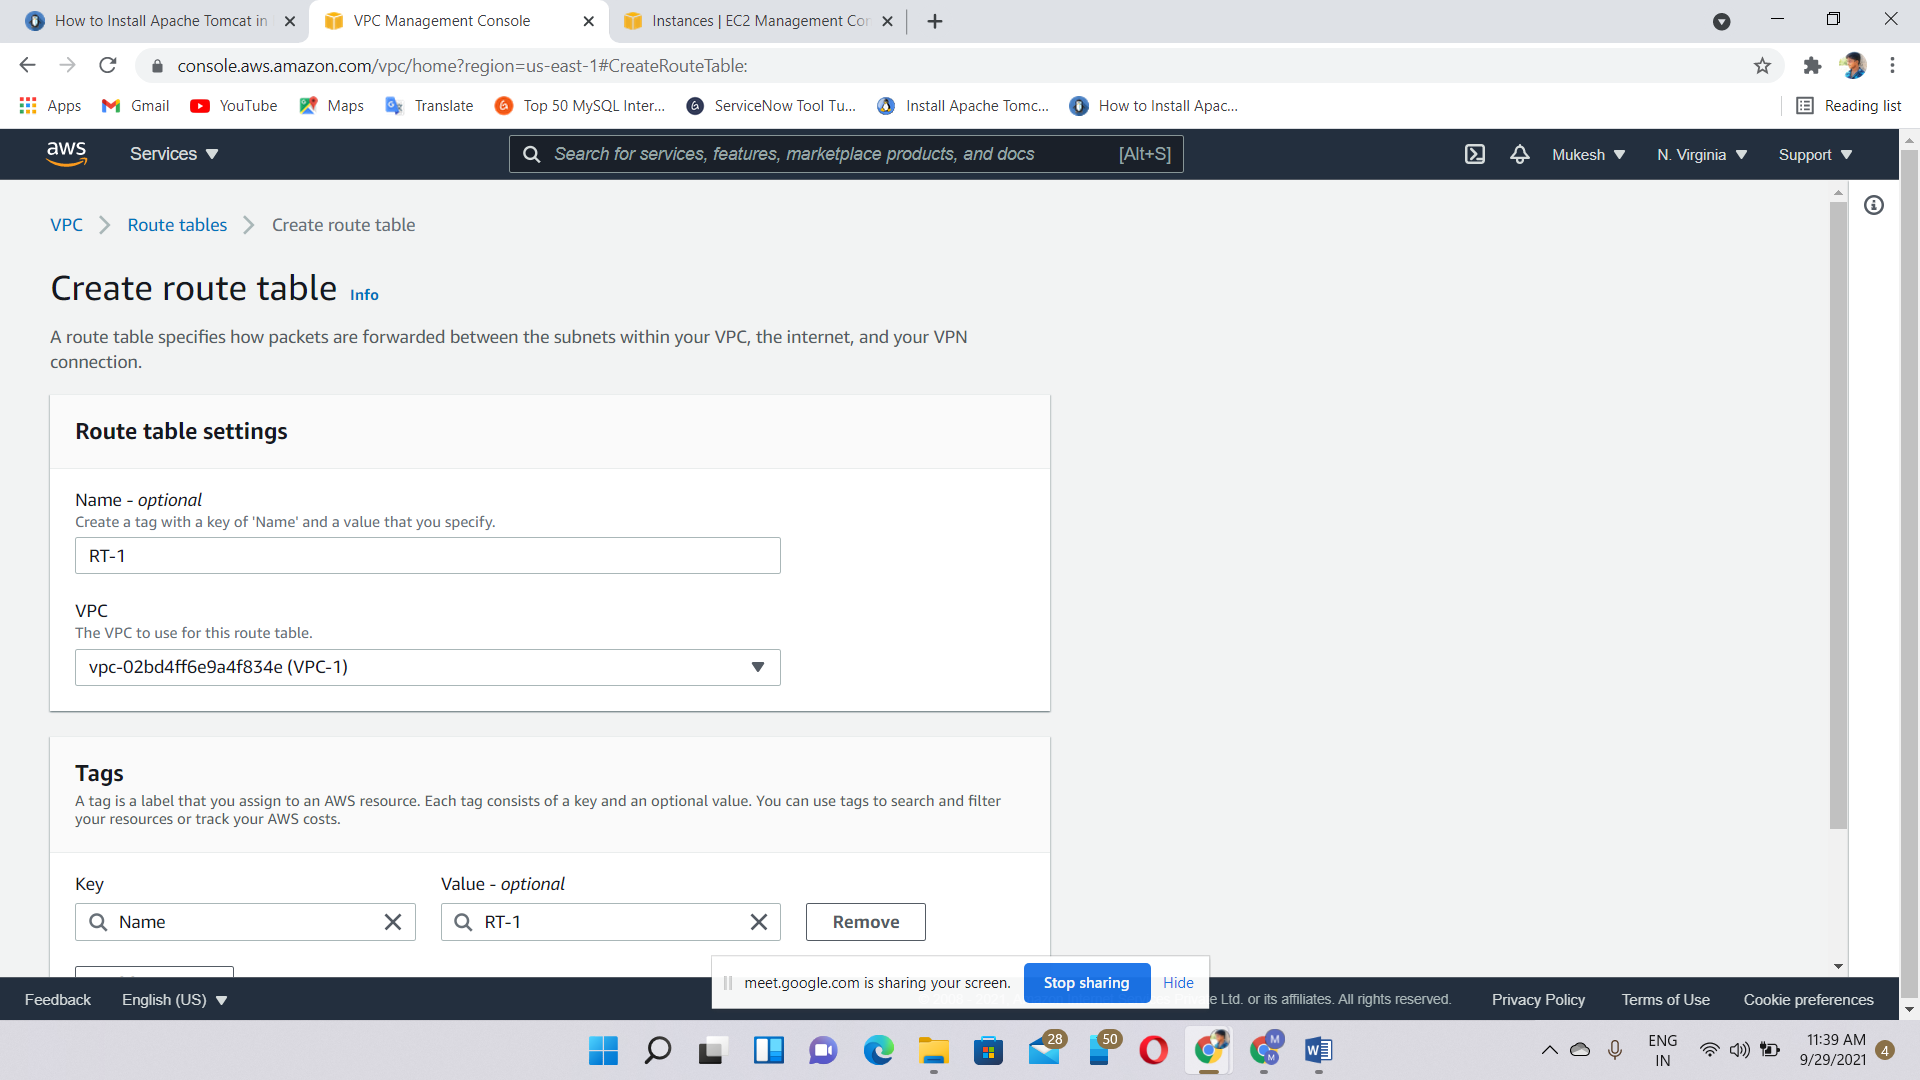 How to Install Apache Tomcat in
VPC Management Console
Instances | EC2 Management Con
console.aws.amazon.com/vpc/home?region=us-east-1#CreateRouteTable:
Apps
Gmail
YouTube
Maps
Translate
Top 50 MySQL Inter...
ServiceNow Tool Tu...
Install Apache Tomc...
How to Install Apac...
Reading list
aws
Services
Search for services, features, marketplace products, and docs
[Alt+S]
Mukesh
N. Virginia
Support
VPC
Route tables
Create route table
Create route table Info
A route table specifies how packets are forwarded between the subnets within your VPC, the internet, and your VPN
connection.
Route table settings
Name - optional
Create a tag with a key of 'Name' and a value that you specify.
RT-1
VPC
The VPC to use for this route table.
vpc-02bd4ff6e9a4f834e (VPC-1)
Tags
A tag is a label that you assign to an AWS resource. Each tag consists of a key and an optional value. You can use tags to search and filter
your resources or track your AWS costs.
Key
Value - optional
Name
RT-1
Remove
meet.google.com is sharing your screen.
Stop sharing
Hide
Feedback
English (US)
Ltd. or its affiliates. All rights reserved.
Privacy Policy
Terms of Use
Cookie preferences
28
50
M
M
W
ENG
IN
11:39 AM
9/29/2021
4